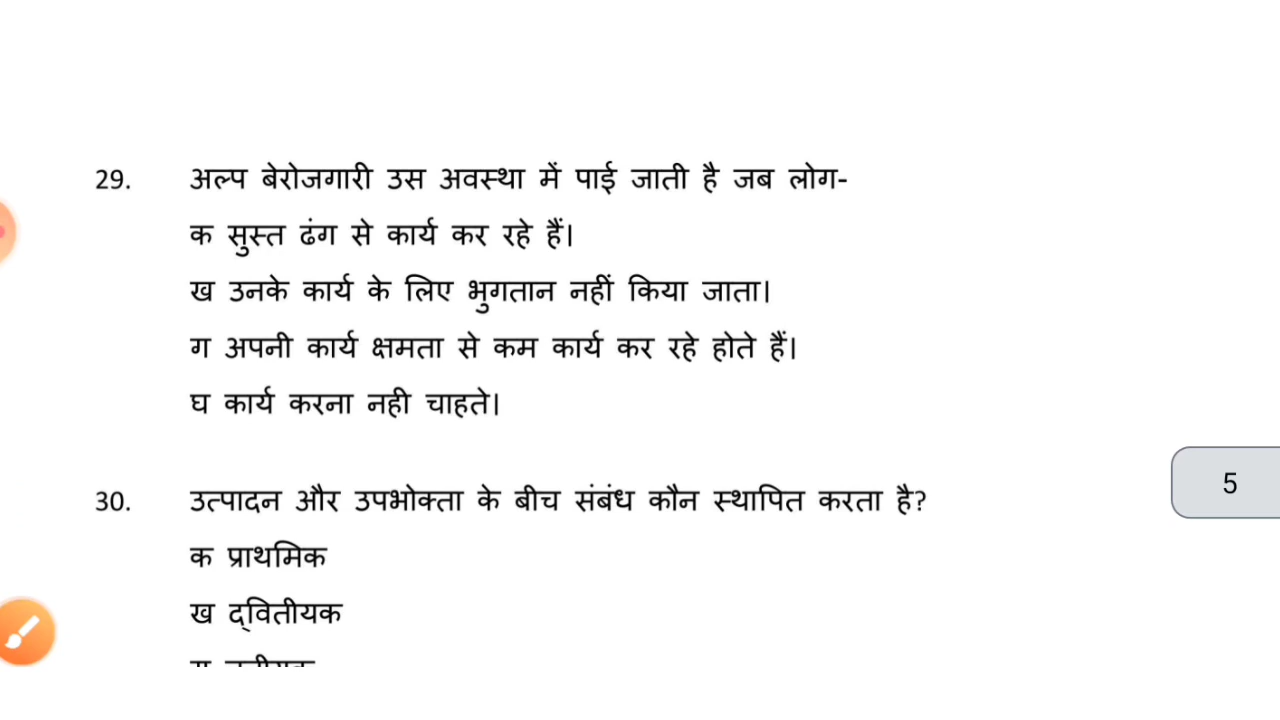 29. अल्प बेरोजगारी उस अवस्था में पाई जाती है जब लोग-
क सुस्त ढंग से कार्य कर रहे हैं।
ख उनके कार्य के लिए भुगतान नहीं किया जाता।
ग अपनी कार्य क्षमता से कम कार्य कर रहे होते हैं।
घ कार्य करना नही चाहते।
30. उत्पादन और उपभोक्ता के बीच संबंध कौन स्थापित करता है?
5
क प्राथमिक
ख द्वितीयक